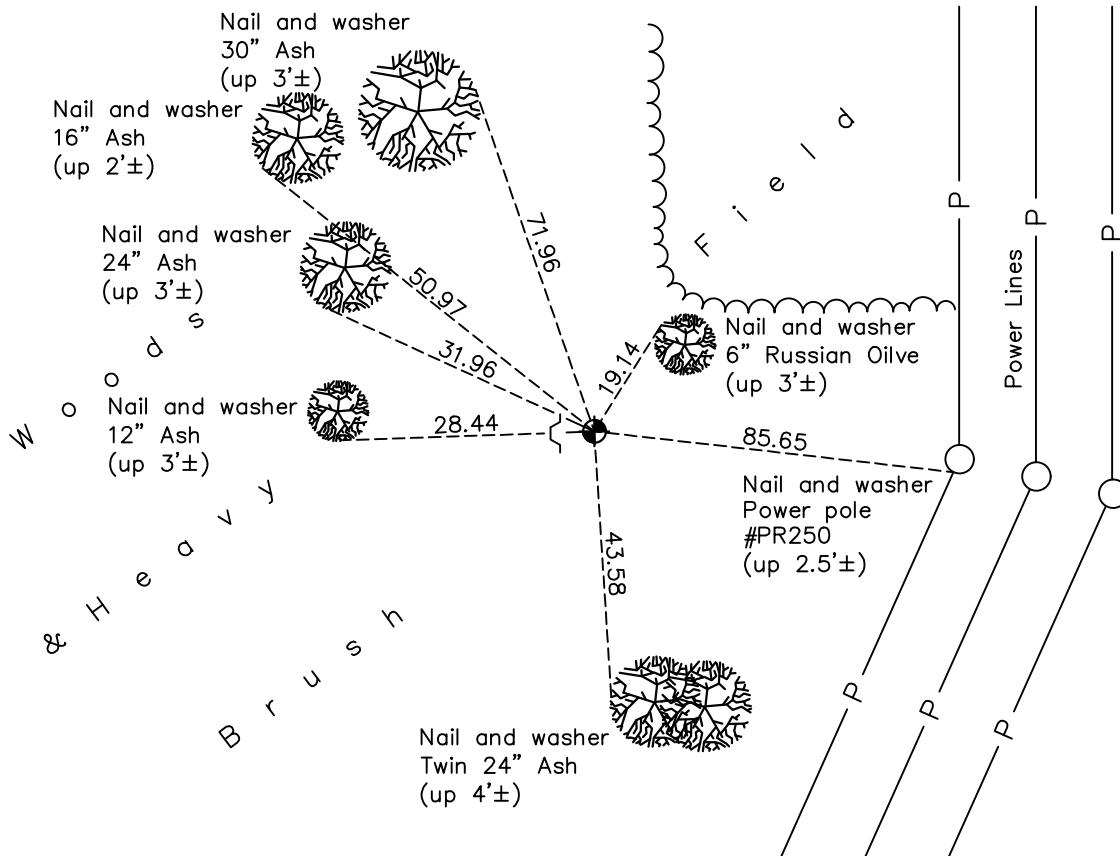 Nail and washer
30” Ash
(up 3'±)
Nail and washer
16” Ash
(up 2'±)
Nail and washer
24” Ash
(up 3'±)
Nail and washer
12” Ash
(up 3'±)
Woods
& Heavy
Brush
Field
71.96
50.97
31.96
28.44
19.14
85.65
43.58
Nail and washer
6” Russian Oilve
(up 3'±)
Nail and washer
Power pole
#PR250
(up 2.5'±)
Nail and washer
Twin 24” Ash
(up 4'±)
Power Lines
P
P
P
P
P
P